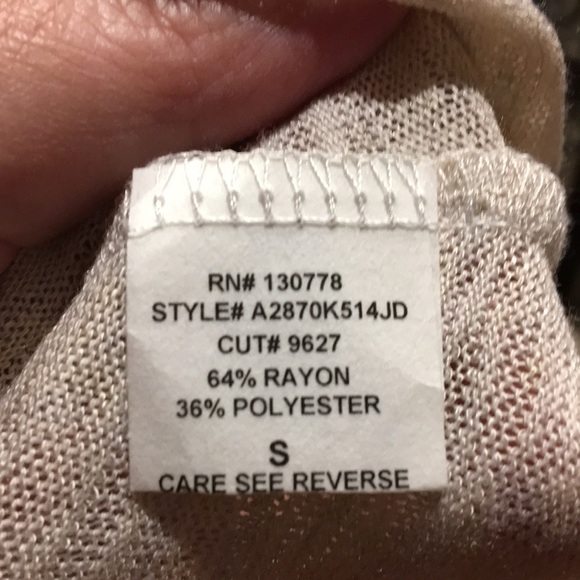 RN# 130778
STYLE# A2870K514JD
CUT# 9627
64% RAYON
36% POLYESTER
S
CARE SEE REVERSE